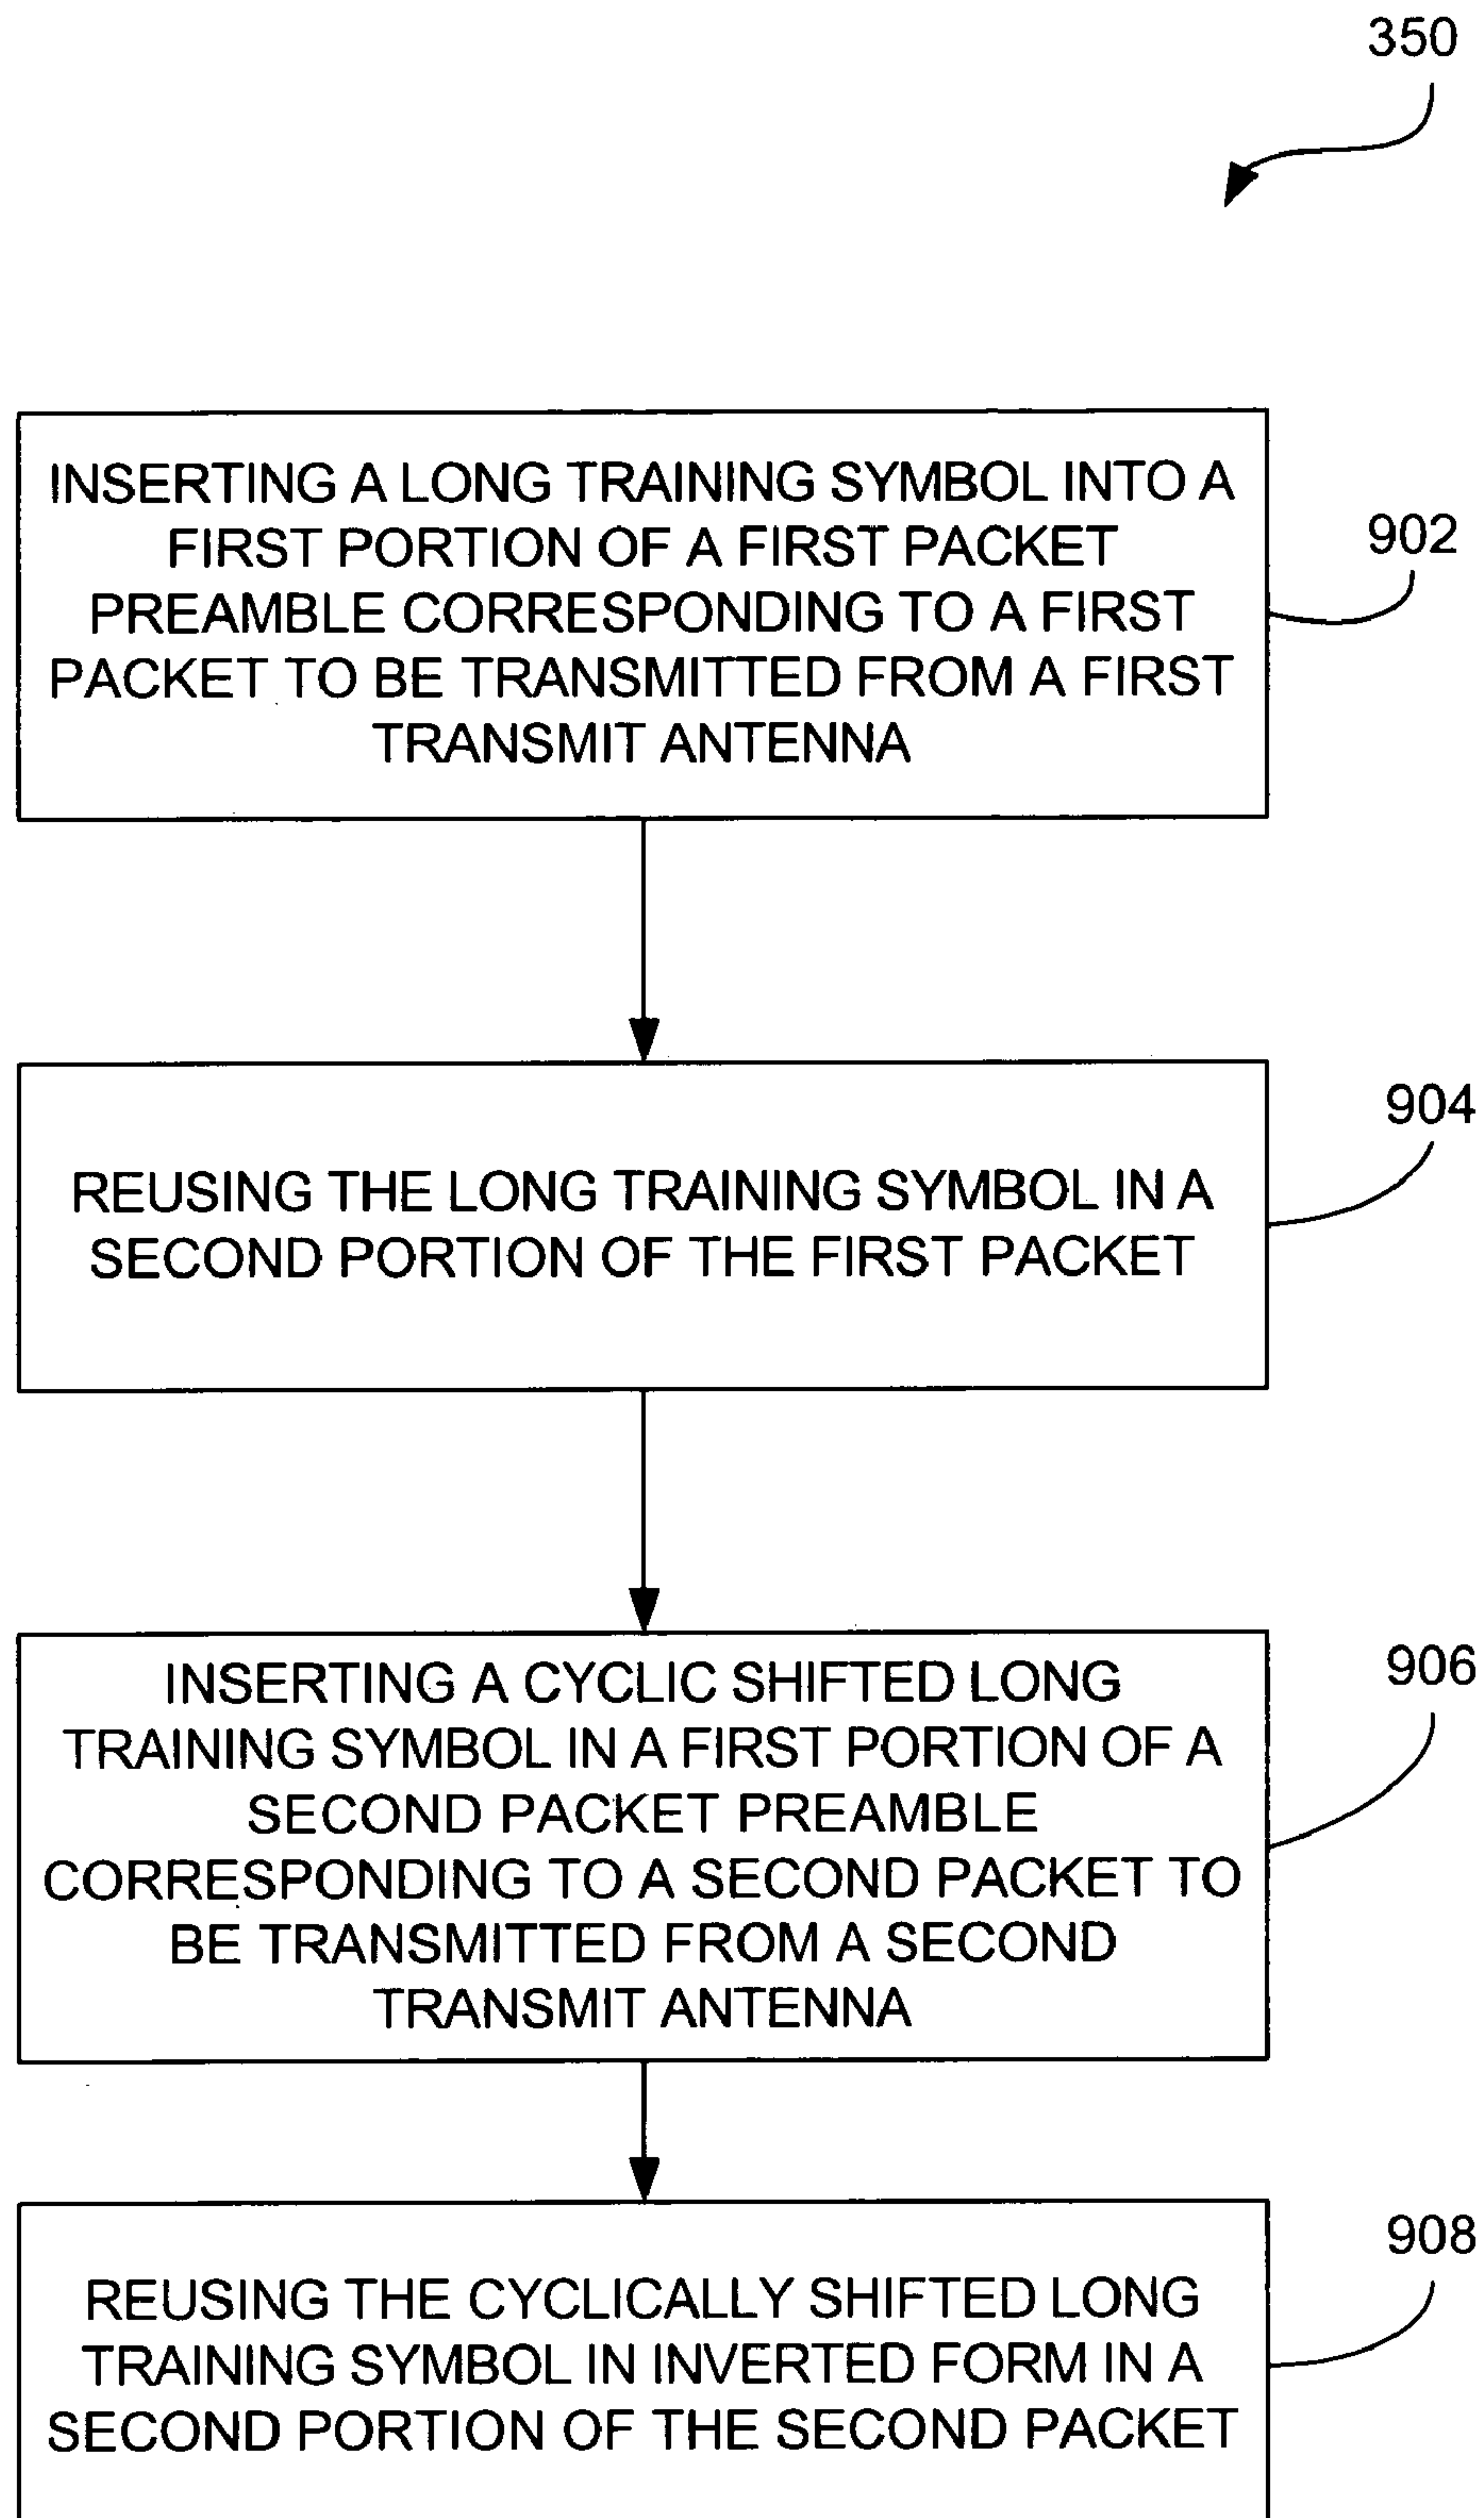 350
INSERTING A LONG TRAINING SYMBOL INTO A
FIRST PORTION OF A FIRST PACKET
PREAMBLE CORRESPONDING TO A FIRST
PACKET TO BE TRANSMITTED FROM A FIRST
TRANSMIT ANTENNA
902
REUSING THE LONG TRAINING SYMBOL IN A
SECOND PORTION OF THE FIRST PACKET
904
INSERTING A CYCLIC SHIFTED LONG
TRAINING SYMBOL IN A FIRST PORTION OF A
SECOND PACKET PREAMBLE
CORRESPONDING TO A SECOND PACKET TO
BE TRANSMITTED FROM A SECOND
TRANSMIT ANTENNA
906
REUSING THE CYCLICALLY SHIFTED LONG
TRAINING SYMBOL IN INVERTED FORM IN A
SECOND PORTION OF THE SECOND PACKET
908